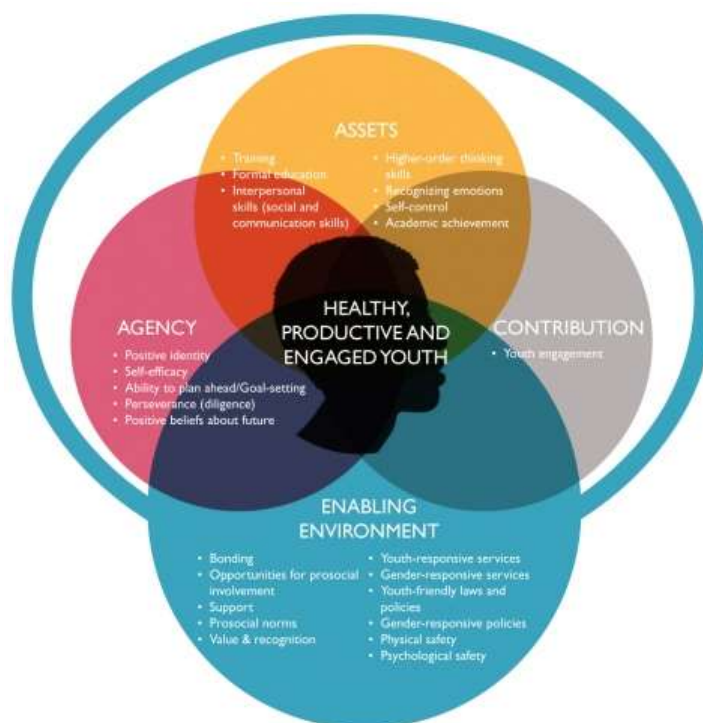 ASSETS
• Training
• Formal education
• Interpersonal
skills (social and
communication skills)
• Higher-order thinking
skills
• Recognizing emotions
• Self-control
• Academic achievement
HEALTHY,
PRODUCTIVE AND
ENGAGED YOUTH
AGENCY
• Positive identity
• Self-efficacy
• Ability to plan ahead/Goal-setting
• Perseverance (diligence)
• Positive beliefs about future
CONTRIBUTION
• Youth engagement
ENABLING
ENVIRONMENT
• Bonding
• Opportunities for prosocial
involvement
• Support
• Prosocial norms
• Value & recognition
• Youth-responsive services
• Gender-responsive services
• Youth-friendly laws and
policies
• Gender-responsive policies
• Physical safety
• Psychological safety